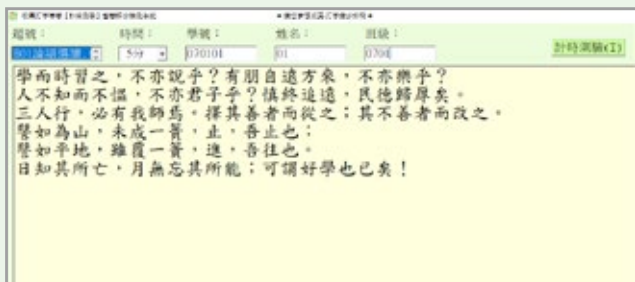 題號： 時間： 學號： 姓名： 班級：
5分 070101 01 0701 計時測驗(I)
學而時習之，不亦說乎？有朋自遠方來，不亦樂乎？
人不知而不慍，不亦君子乎？慎終追遠，民德歸厚矣。
三人行，必有我師焉。擇其善者而從之；其不善者而改之。
譬如為山，未成一簣，止，吾止也；
譬如平地，雖覆一簣，進，吾往也。
日知其所亡，月無忘其所能；可謂好學也已矣！